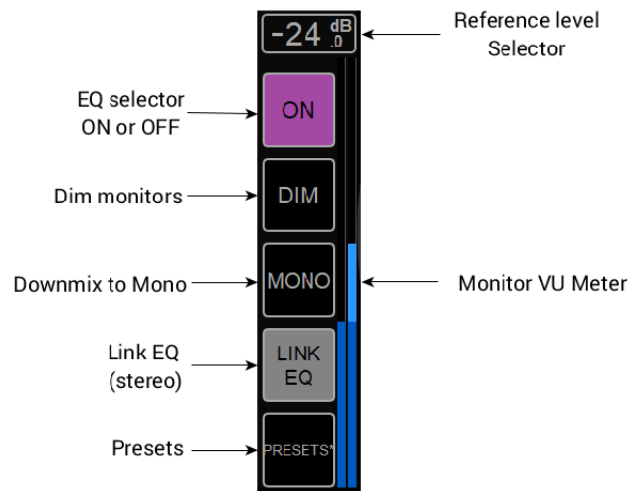 -24 dB
.0
Reference level
Selector
EQ selector
ON or OFF
ON
Dim monitors
DIM
Downmix to Mono
MONO
Monitor VU Meter
Link EQ
(stereo)
LINK
EQ
Presets
PRESETS*